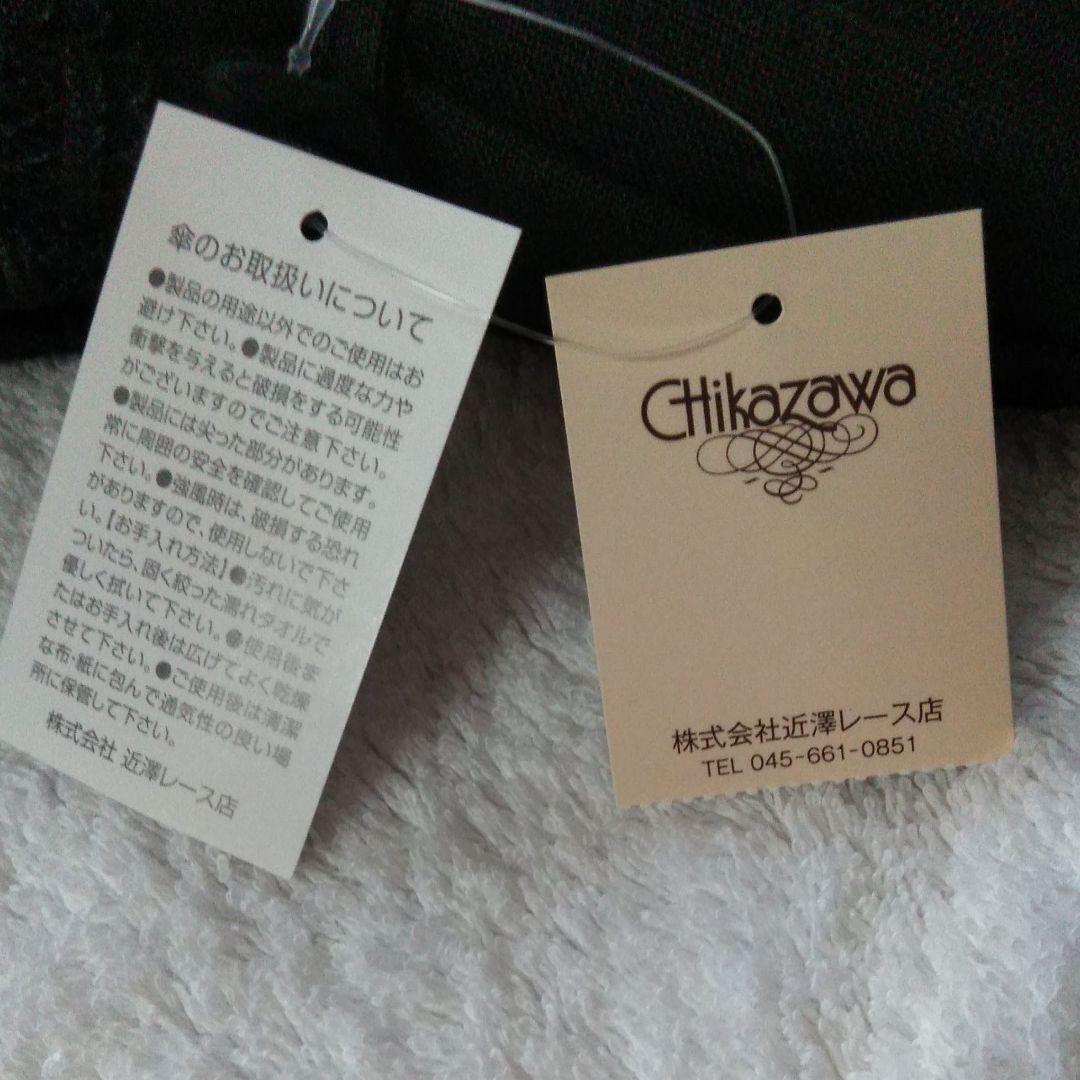 傘のお取扱いについて
●製品の用途以外でのご使用はお
避け下さい。●製品に過度な力や
衝撃を与えると破損をする可能性
がございますのでご注意下さい。
●製品には尖った部分があります。
常に周囲の安全を確認してご使用
下さい。●強風時は、破損する恐れ
がありますので、使用しないで下さ
い。【お手入れ方法】●汚れに気が
ついたら、固く絞った濡れタオルで
優しく拭いて下さい。●使用後ま
たはお手入れ後は広げてよく乾燥
させて下さい。●ご使用後は清潔
な布・紙に包んで通気性の良い場
所に保管して下さい。
株式会社 近澤レース店
CHikazawa
株式会社近澤レース店
TEL 045-661-0851